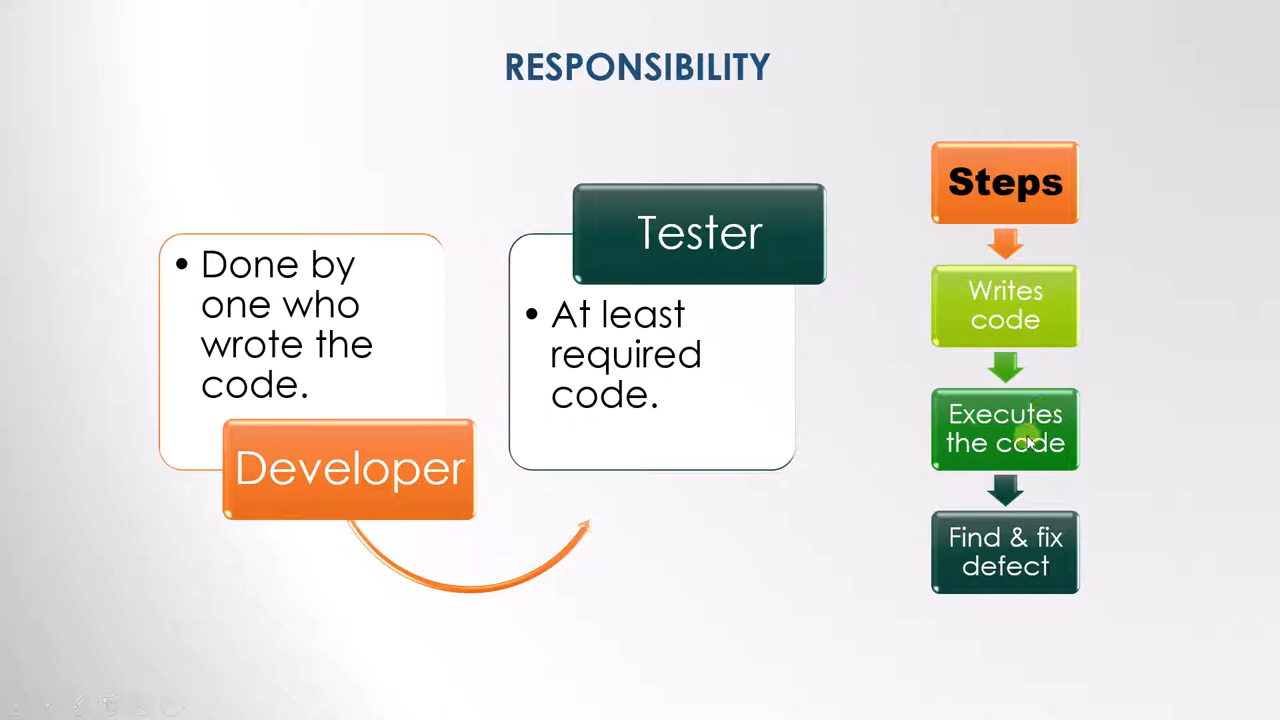 RESPONSIBILITY
• Done by
one who
wrote the
code.
Developer
Tester
• At least
required
code.
Steps
Writes
code
Executes
the code
Find & fix
defect